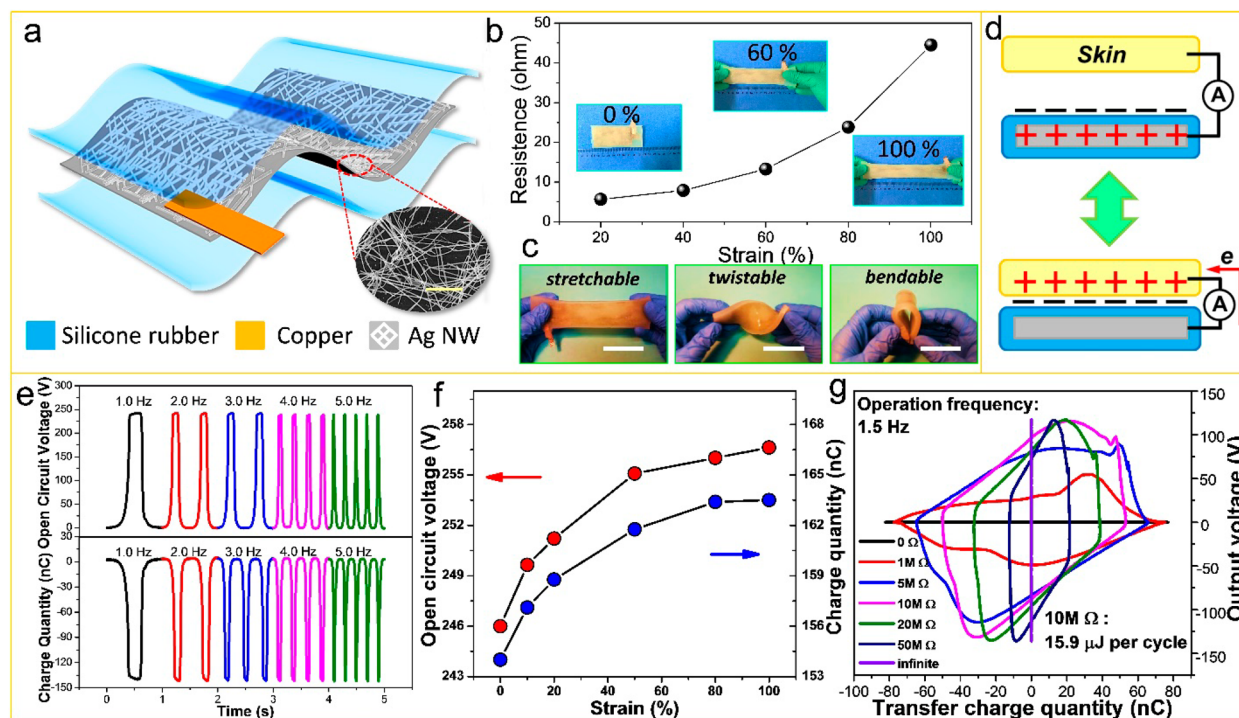 a
Silicone rubber
Copper
Ag NW
b
Resistence (ohm)
50
40
30
20
10
0
0 %
60 %
100 %
20
40
60
80
100
Strain (%)
c
stretchable
twistable
bendable
d
Skin
A
+ + + + + +
+ + + + + +
e
A
e
Open Circuit Voltage (V)
300
250
200
150
100
50
0
1.0 Hz
2.0 Hz
3.0 Hz
4.0 Hz
5.0 Hz
Charge Quantity (nC)
30
0
-30
-60
-90
-120
-150
1.0 Hz
2.0 Hz
3.0 Hz
4.0 Hz
5.0 Hz
0
1
2
3
4
5
Time (s)
f
Open circuit voltage (V)
258
255
252
249
246
243
168
165
162
159
156
153
Charge quantity (nC)
0
20
40
60
80
100
Strain (%)
g
Operation frequency:
1.5 Hz
0 Ω
1M Ω
5M Ω
10M Ω
20M Ω
50M Ω
infinite
10M Ω :
15.9 μJ per cycle
150
100
50
0
-50
-100
-150
Output voltage (V)
-100
-80
-60
-40
-20
0
20
40
60
80
100
Transfer charge quantity (nC)